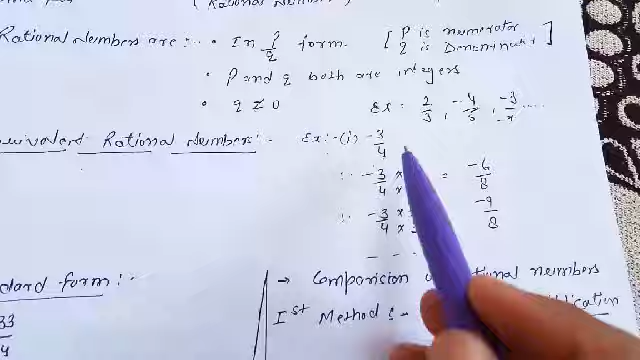 (Rational Numbers)
Rational Numbers are : • In P/q form. [ P is numerator
q is Denominator ]
• P and q both are integers
• q ≠ 0 Ex - 2/3, -4/5, -3/
Equivalent Rational Numbers :- Ex:- (i) -3/4
∴ -3/4 × = -6/8
∴ -3/4 × -9/8
Standard form :-
33/4
→ Comparision numbers
Ist Method :-